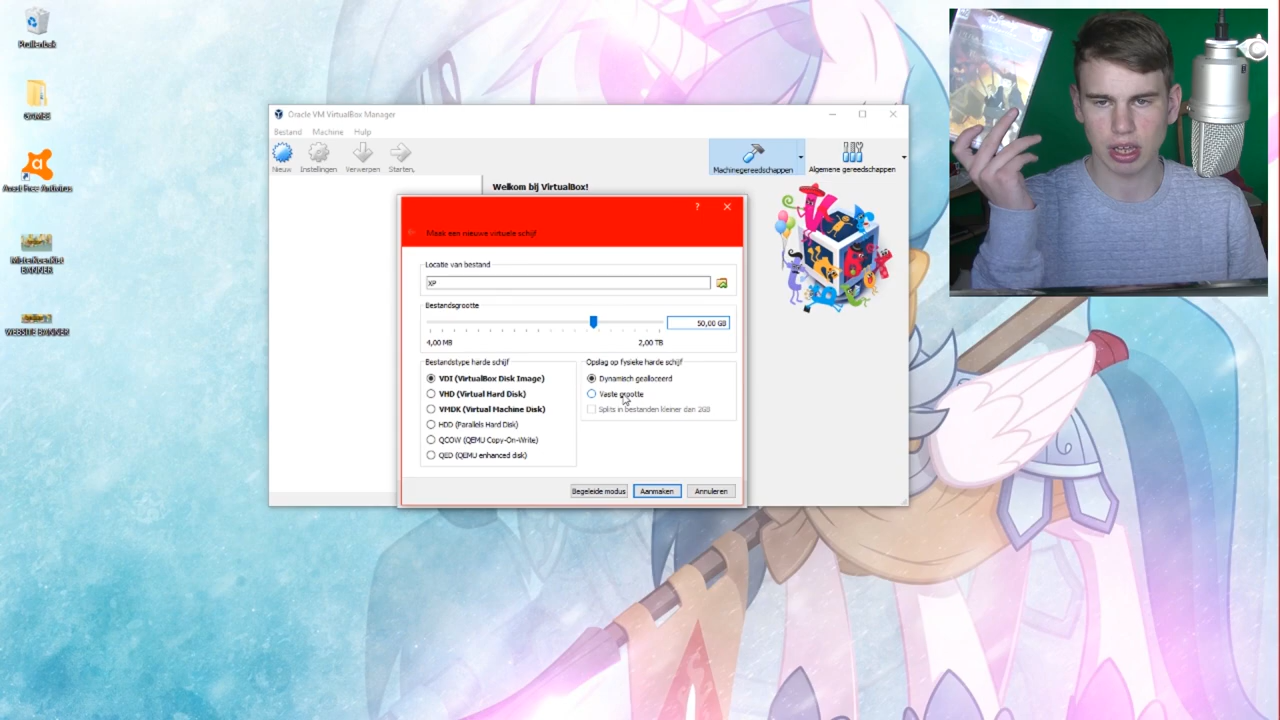 Prullenbak
GAMES
Avast Free Antivirus
BANNER
WEBSITE BANNER
Oracle VM VirtualBox Manager
Bestand Machine Hulp
Nieuw Instellingen Verwerpen Starten,
Machinegereedschappen Algemene gereedschappen
Welkom bij VirtualBox!
?
Maak een nieuwe virtuele schijf
Locatie van bestand
XP
Bestandsgrootte
50,00 GB
4,00 MB 2,00 TB
Bestandstype harde schijf
VDI (VirtualBox Disk Image)
VHD (Virtual Hard Disk)
VMDK (Virtual Machine Disk)
HDD (Parallels Hard Disk)
QCOW (QEMU Copy-On-Write)
QED (QEMU enhanced disk)
Opslag op fysieke harde schijf
Dynamisch gealloceerd
Vaste grootte
Splits in bestanden kleiner dan 2GB
Begeleide modus Aanmaken Annuleren
Disney